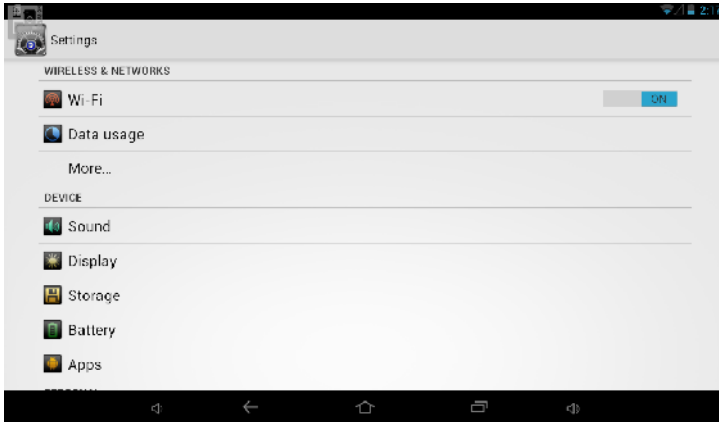 Settings
WIRELESS & NETWORKS
Wi-Fi
ON
Data usage
More...
DEVICE
Sound
Display
Storage
Battery
Apps